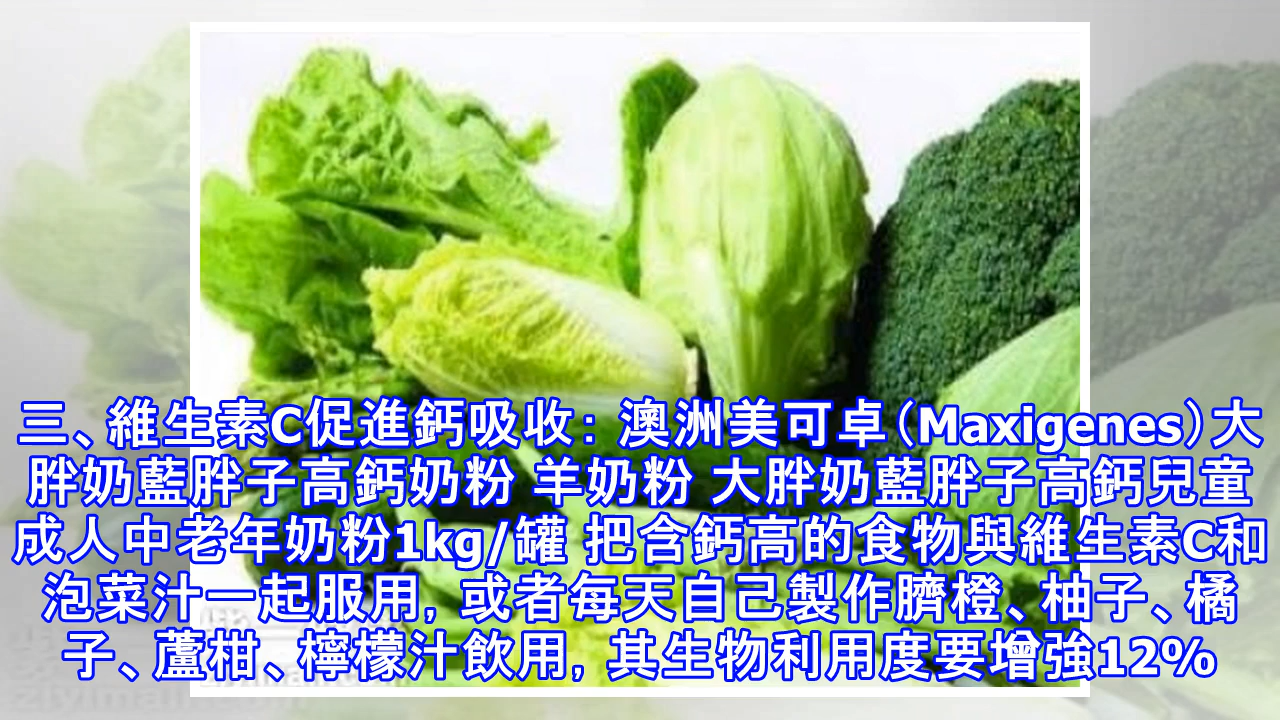 三、維生素C促進鈣吸收: 澳洲美可卓(Maxigenes)大
胖奶藍胖子高鈣奶粉 羊奶粉 大胖奶藍胖子高鈣兒童
成人中老年奶粉1kg/罐 把含鈣高的食物與維生素C和
泡菜汁一起服用, 或者每天自己製作臍橙、柚子、橘
子、蘆柑、檸檬汁飲用, 其生物利用度要增強12%